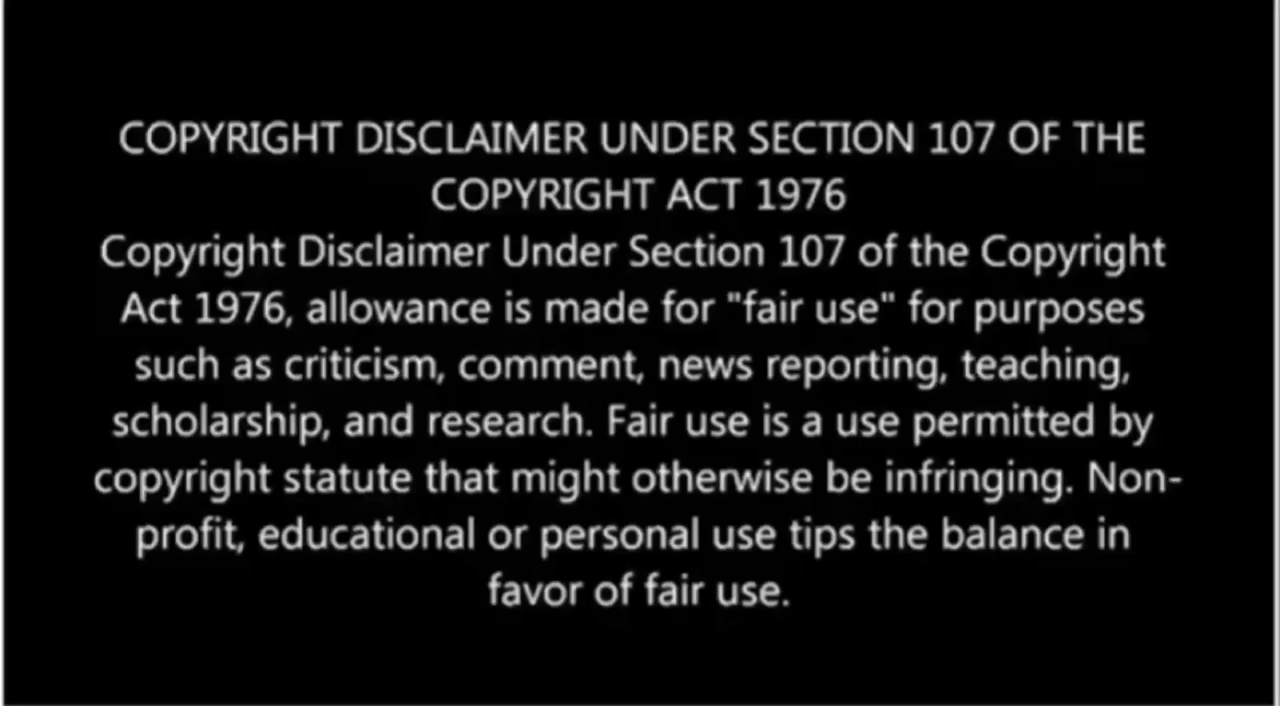 COPYRIGHT DISCLAIMER UNDER SECTION 107 OF THE
COPYRIGHT ACT 1976
Copyright Disclaimer Under Section 107 of the Copyright
Act 1976, allowance is made for "fair use" for purposes
such as criticism, comment, news reporting, teaching,
scholarship, and research. Fair use is a use permitted by
copyright statute that might otherwise be infringing. Non-
profit, educational or personal use tips the balance in
favor of fair use.